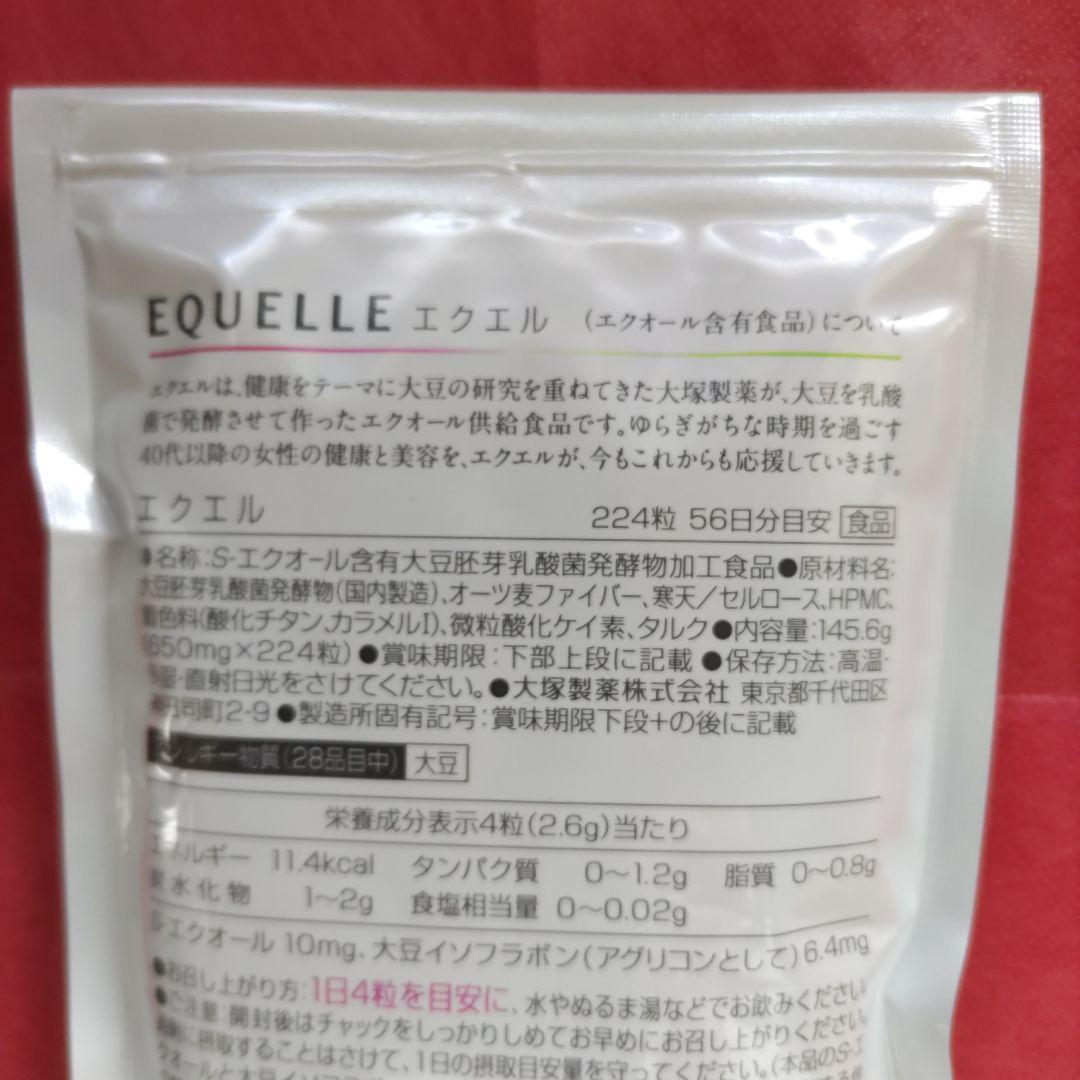 EQUELLE エクエル (エクオール含有食品)について
エクエルは、健康をテーマに大豆の研究を重ねてきた大塚製薬が、大豆を乳酸
菌で発酵させて作ったエクオール供給食品です。ゆらぎがちな時期を過ごす
40代以降の女性の健康と美容を、エクエルが、今もこれからも応援していきます。
エクエル 224粒 56日分目安 食品
●名称:S-エクオール含有大豆胚芽乳酸菌発酵物加工食品●原材料名:
大豆胚芽乳酸菌発酵物(国内製造)、オーツ麦ファイバー、寒天/セルロース、HPMC、
着色料(酸化チタン、カラメルI)、微粒酸化ケイ素、タルク●内容量:145.6g
(650mg×224粒)●賞味期限:下部上段に記載●保存方法:高温・
多湿・直射日光をさけてください。●大塚製薬株式会社 東京都千代田区
司町2-9●製造所固有記号:賞味期限下段+の後に記載
アレルギー物質(28品目中) 大豆
栄養成分表示4粒(2.6g)当たり
エネルギー 11.4kcal タンパク質 0〜1.2g 脂質 0〜0.8g
炭水化物 1〜2g 食塩相当量 0〜0.02g
S-エクオール 10mg、大豆イソフラボン(アグリコンとして)6.4mg
●お召し上がり方:1日4粒を目安に、水やぬるま湯などでお飲みください
●ご注意:開封後はチャックをしっかりしめてお早めにお召し上がりください。
に摂取することはさけて、1日の摂取目安量を守ってください。(本品のS-エ
クオールと大豆イソフラボ